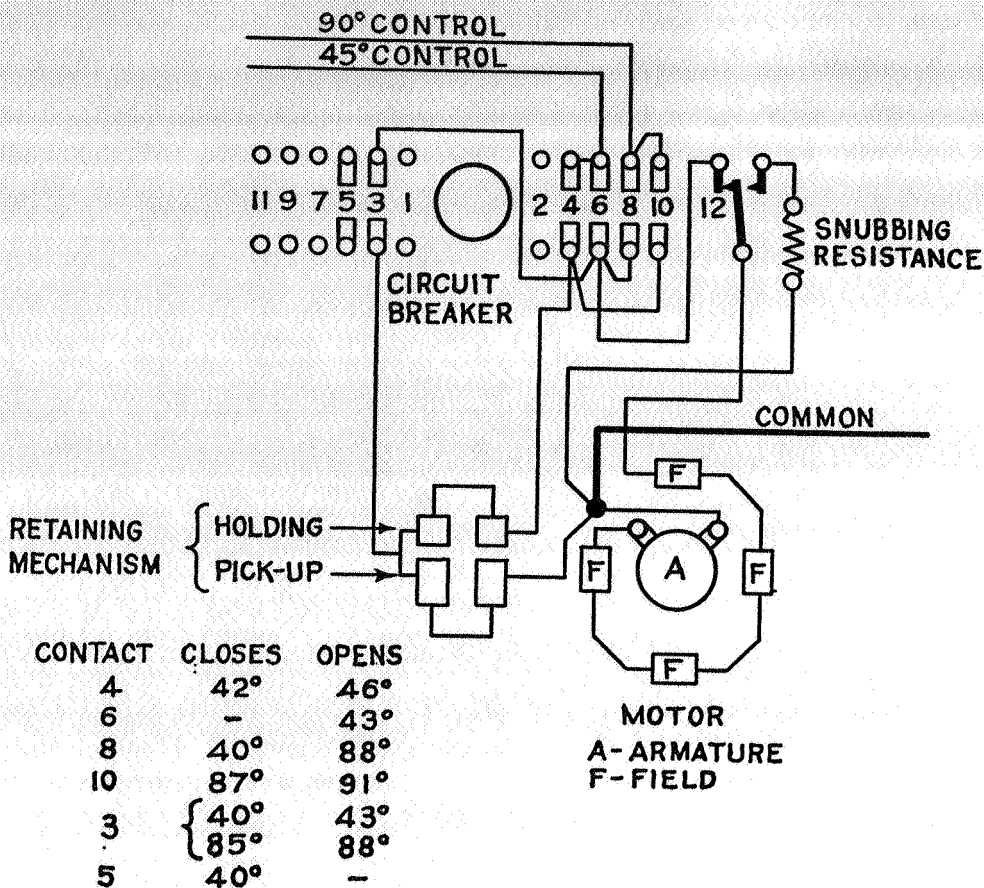 90° CONTROL
45° CONTROL
11 9 7 5 3 1 2 4 6 8 10 12
SNUBBING
RESISTANCE
CIRCUIT
BREAKER
COMMON
F
RETAINING
MECHANISM
HOLDING
PICK-UP
F A F
F
CONTACT CLOSES OPENS
4 42° 46°
6 - 43°
8 40° 88°
10 87° 91°
3 40° 43°
85° 88°
5 40° -
MOTOR
A-ARMATURE
F-FIELD